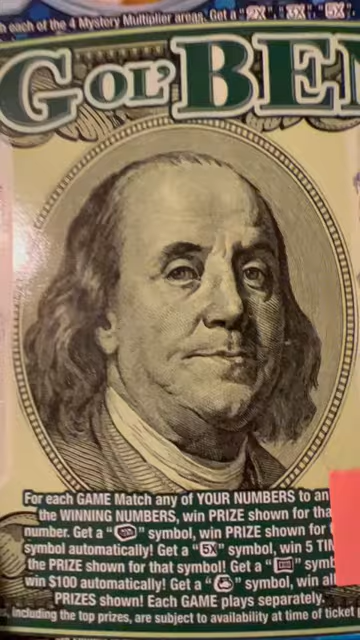 each of the 4 Mystery Multiplier areas. Get a "2X", "3X", "5X",
GOL' BE
For each GAME Match any of YOUR NUMBERS to an
the WINNING NUMBERS, win PRIZE shown for tha
number. Get a " " symbol, win PRIZE shown for
symbol automatically! Get a "5X" symbol, win 5 TIM
the PRIZE shown for that symbol! Get a " " symb
win $100 automatically! Get a " " symbol, win al
PRIZES shown! Each GAME plays separately.
including the top prizes, are subject to availability at time of ticket